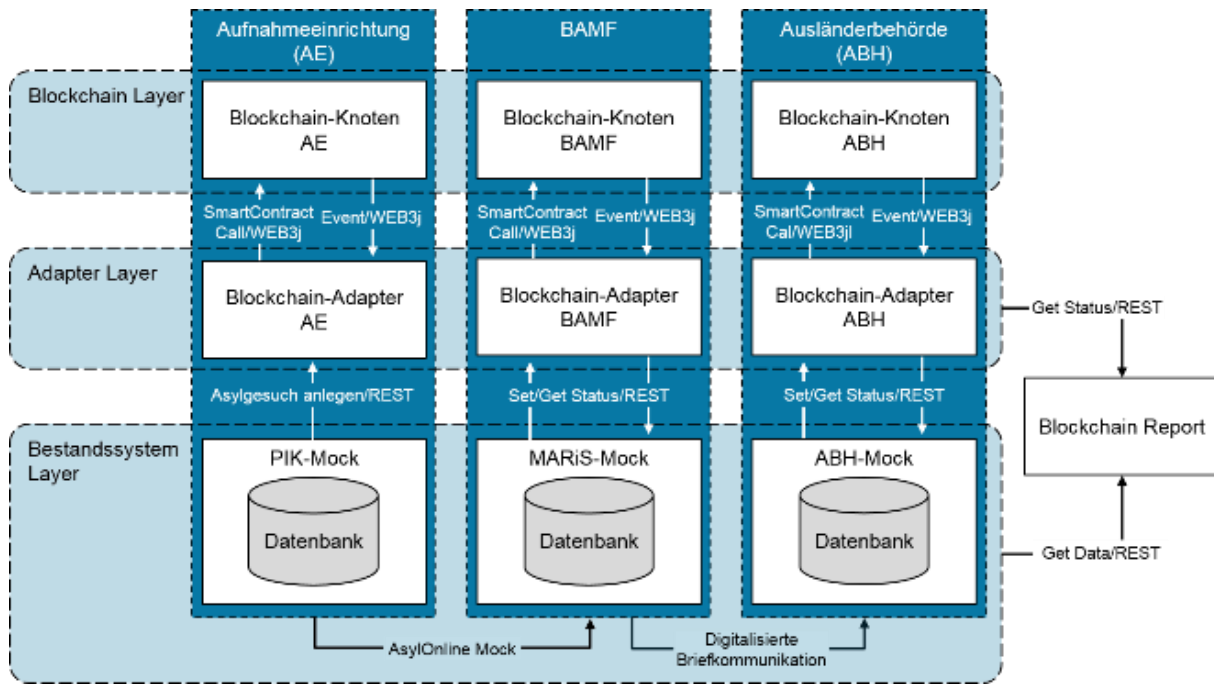 Aufnahmeeinrichtung
(AE)
BAMF
Ausländerbehörde
(ABH)
Blockchain Layer
Blockchain-Knoten
AE
Blockchain-Knoten
BAMF
Blockchain-Knoten
ABH
SmartContract
Call/WEB3j
Event/WEB3j
SmartContract
Call/WEB3j
Event/WEB3j
SmartContract
Cal/WEB3jl
Event/WEB3j
Adapter Layer
Blockchain-Adapter
AE
Blockchain-Adapter
BAMF
Blockchain-Adapter
ABH
Get Status/REST
Asylgesuch anlegen/REST
Set/Get Status/REST
Set/Get Status/REST
Blockchain Report
Bestandssystem
Layer
PIK-Mock
Datenbank
MARiS-Mock
Datenbank
ABH-Mock
Datenbank
Get Data/REST
AsylOnline Mock
Digitalisierte
Briefkommunikation